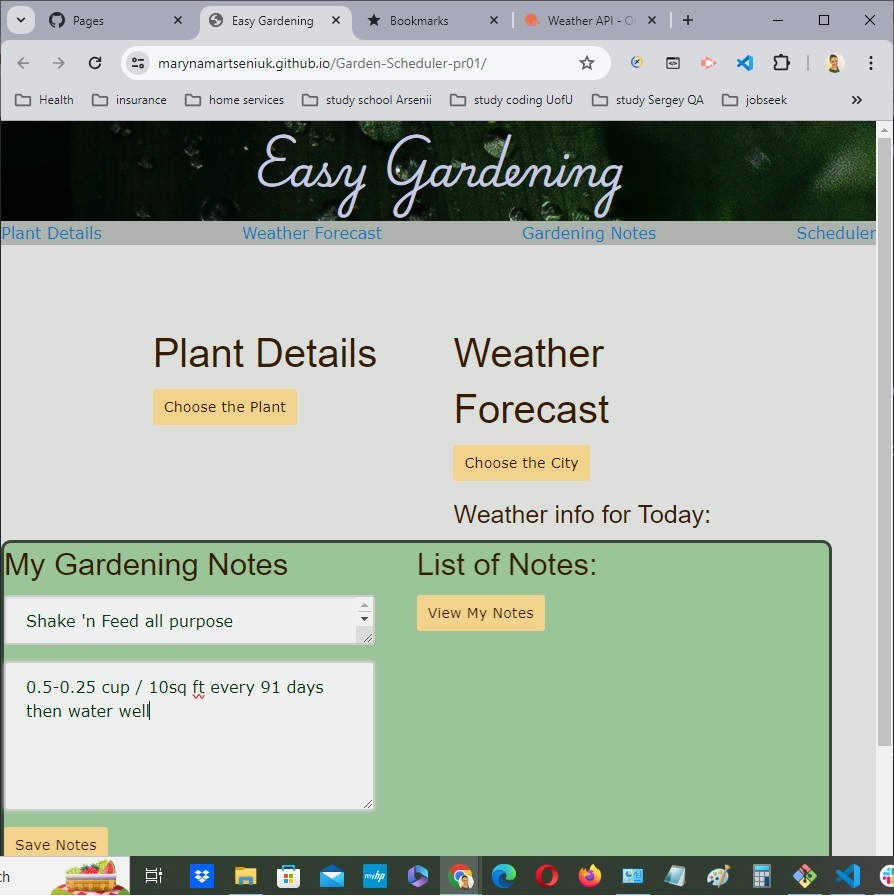 Pages
Easy Gardening
Bookmarks
Weather API - O
marynamartseniuk.github.io/Garden-Scheduler-pr01/
Health
insurance
home services
study school Arsenii
study coding UofU
study Sergey QA
jobseek
Easy Gardening
Plant Details
Weather Forecast
Gardening Notes
Scheduler
Plant Details
Choose the Plant
Weather
Forecast
Choose the City
Weather info for Today:
My Gardening Notes
Shake 'n Feed all purpose
0.5-0.25 cup / 10sq ft every 91 days
then water well
Save Notes
List of Notes:
View My Notes
ch
myhp